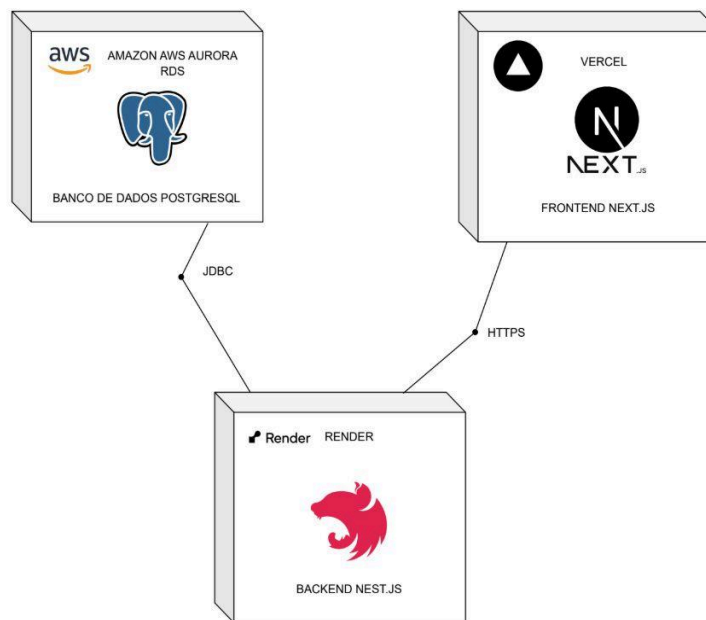 aws
AMAZON AWS AURORA
RDS
BANCO DE DADOS POSTGRESQL
VERCEL
N
NEXT.JS
FRONTEND NEXT.JS
JDBC
HTTPS
Render
RENDER
BACKEND NEST.JS